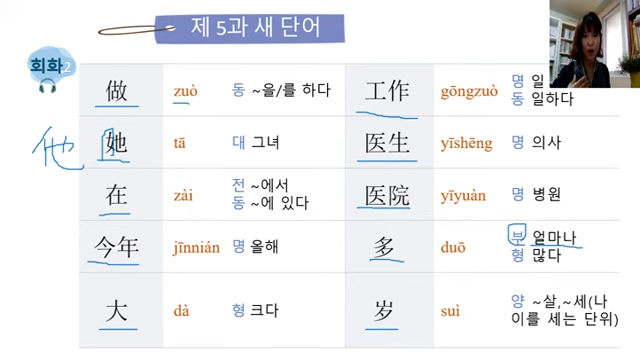 제 5과 새 단어
회화2
做 zuò 동 ~을/를 하다
工作 gōngzuò 명 일
동 일하다
他 她 tā 대 그녀
医生 yīshēng 명 의사
在 zài 전 ~에서
동 ~에 있다
医院 yīyuàn 명 병원
今年 jīnnián 명 올해
多 duō 부 얼마나
형 많다
大 dà 형 크다
岁 suì 양 ~살,~세(나
이를 세는 단위)